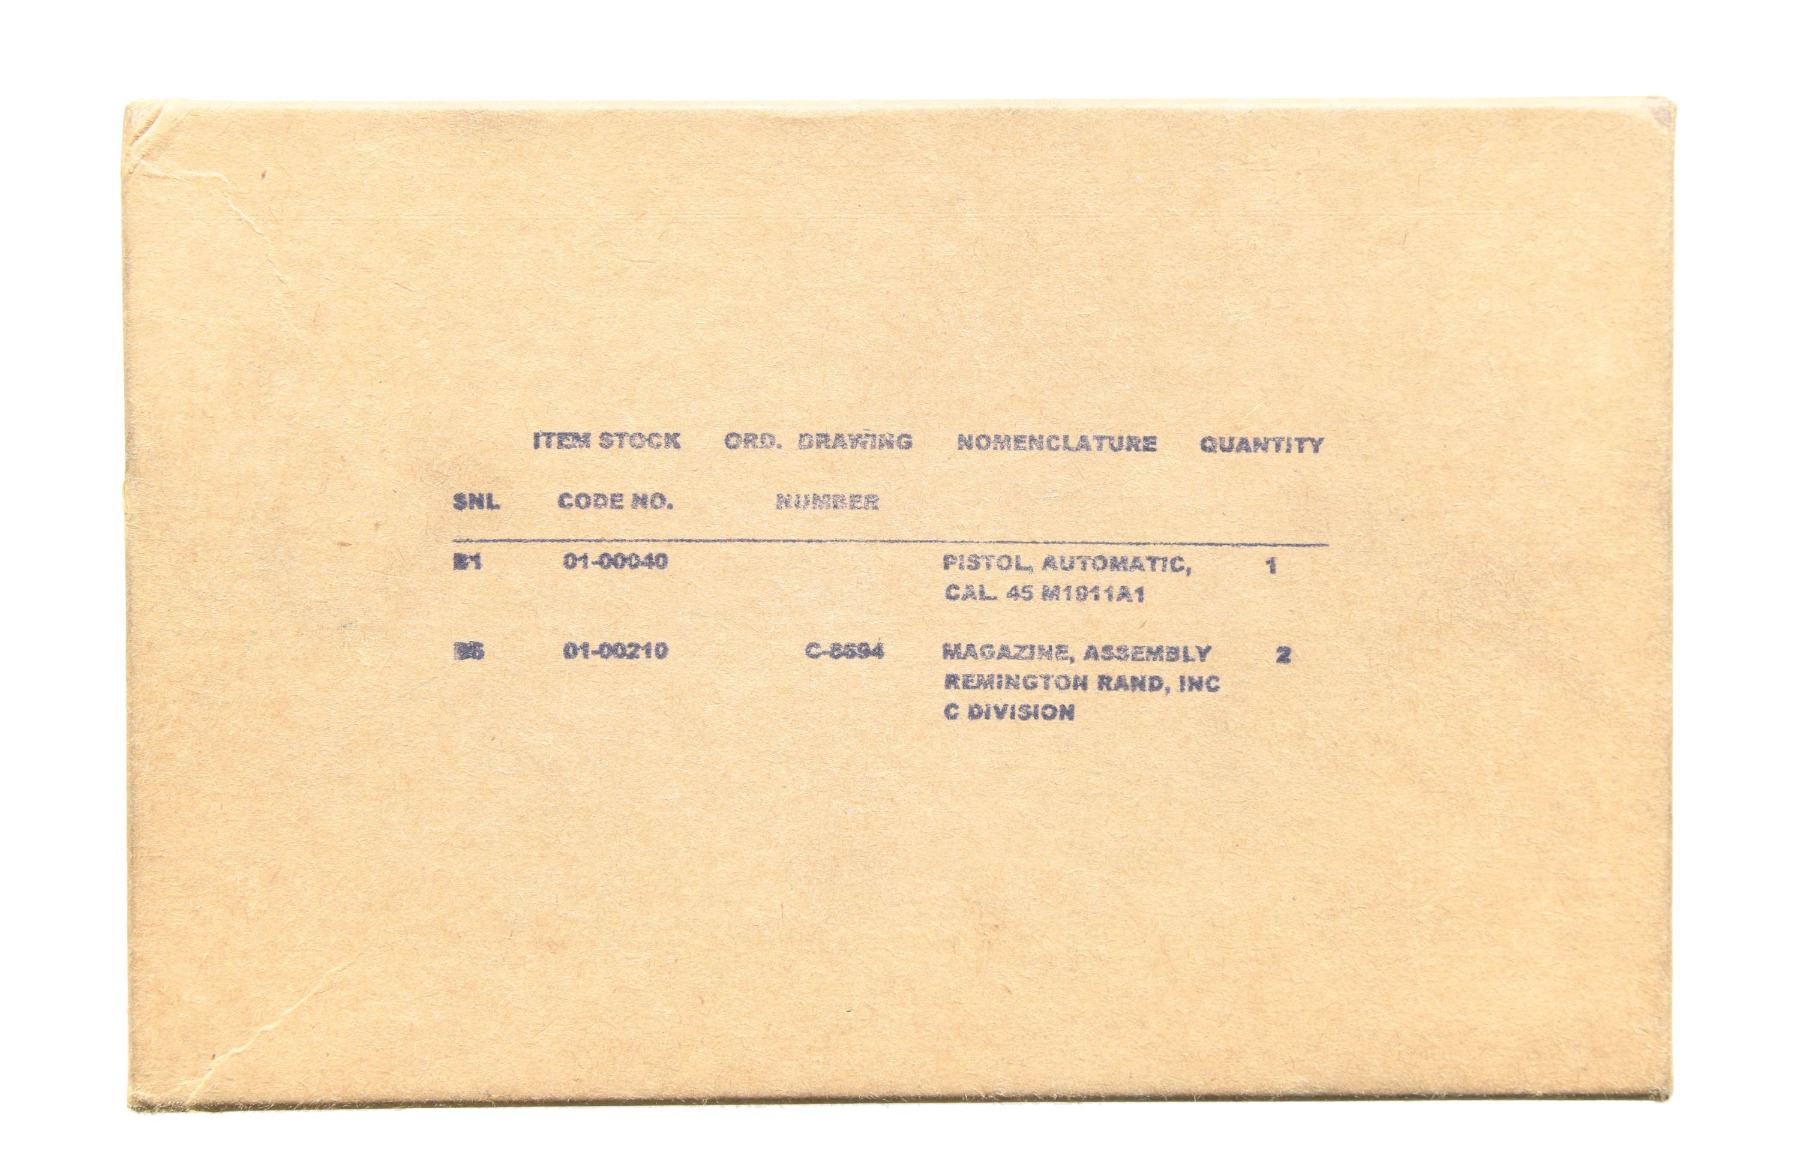 ITEM STOCK ORD. DRAWING NOMENCLATURE QUANTITY
SNL CODE NO. NUMBER
01-00040 PISTOL, AUTOMATIC, 1
CAL. 45 M1911A1
01-00210 MAGAZINE, ASSEMBLY 2
REMINGTON RAND, INC
C DIVISION